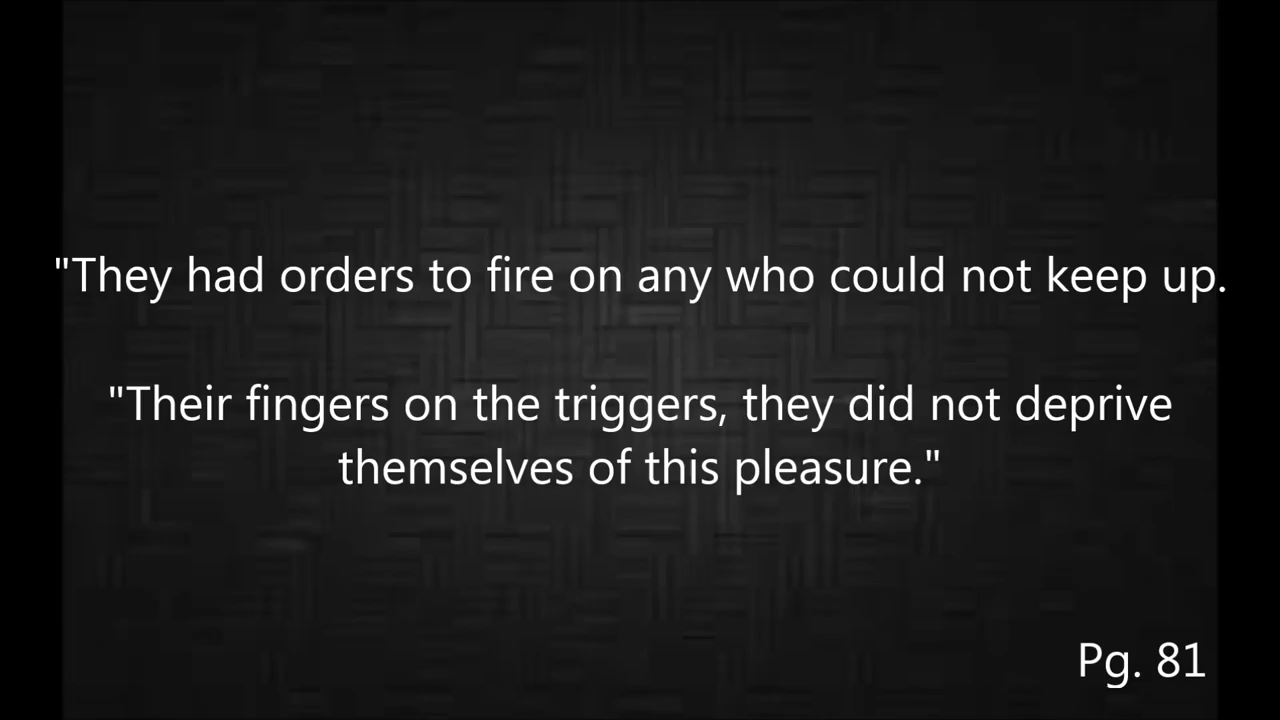 "They had orders to fire on any who could not keep up.
"Their fingers on the triggers, they did not deprive
themselves of this pleasure."
Pg. 81